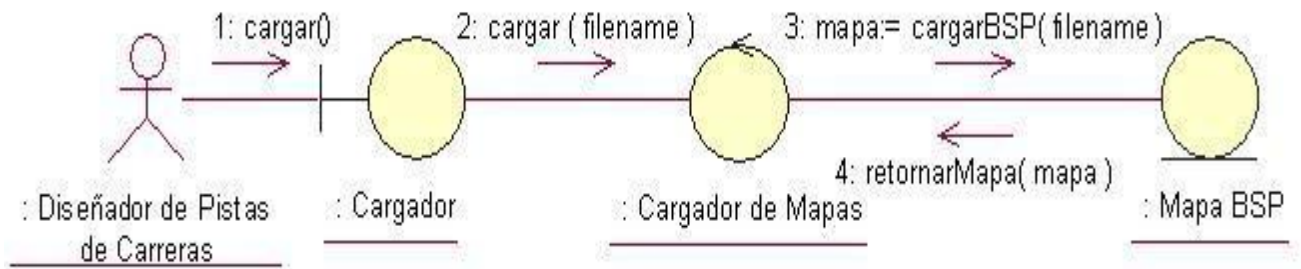 1: cargar()
2: cargar ( filename )
3: mapa:= cargarBSP( filename )
4: retornarMapa( mapa )
: Diseñador de Pistas
de Carreras
: Cargador
: Cargador de Mapas
: Mapa BSP